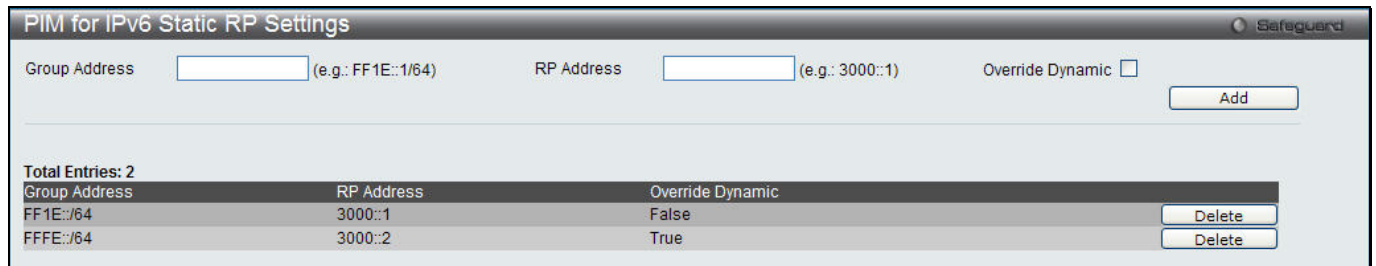 PIM for IPv6 Static RP Settings
Safeguard
Group Address (e.g.: FF1E::1/64) RP Address (e.g.: 3000::1) Override Dynamic
Add
Total Entries: 2
Group Address RP Address Override Dynamic
FF1E::/64 3000::1 False Delete
FFFE::/64 3000::2 True Delete